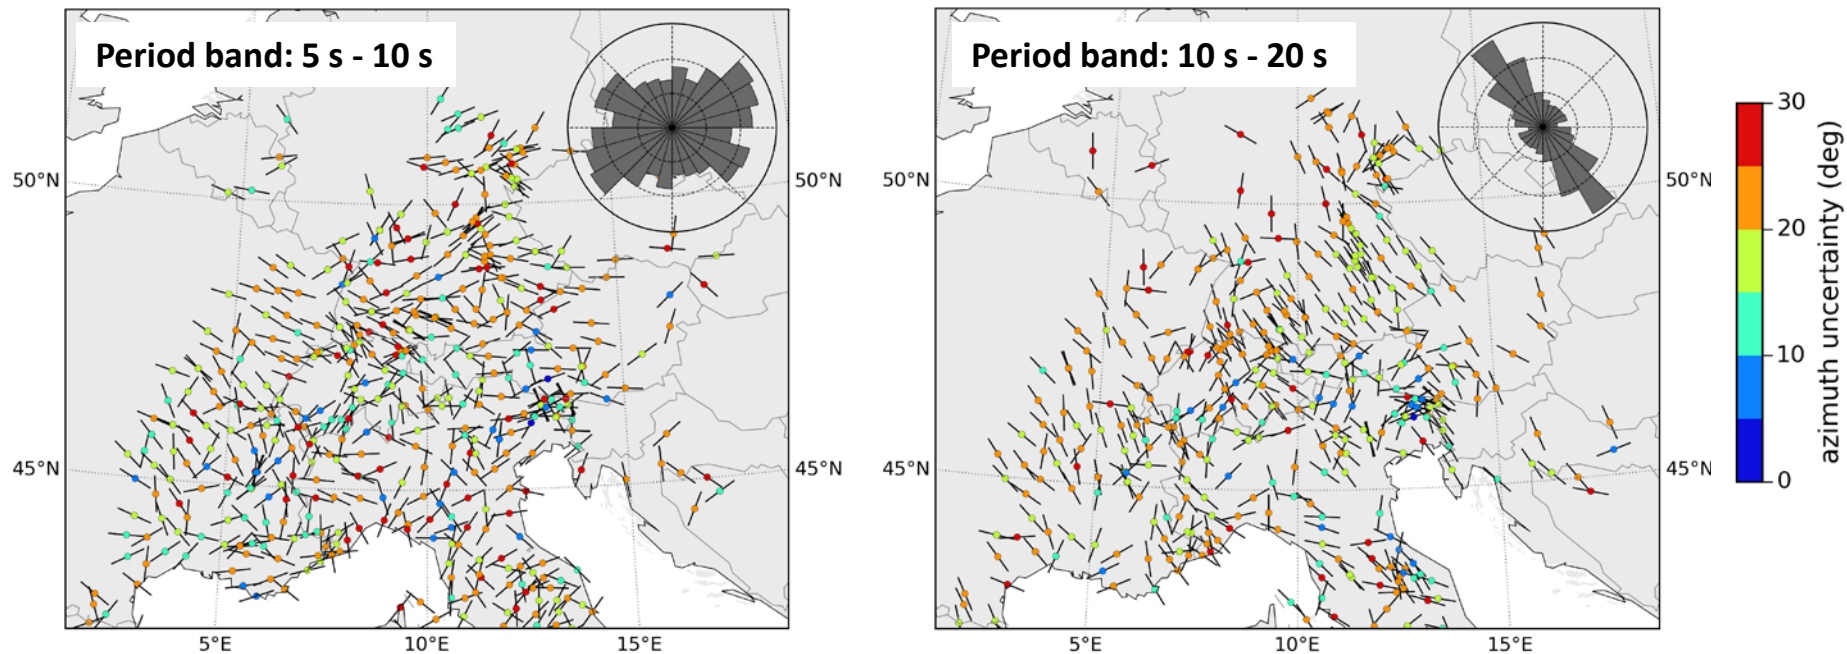 Period band: 5 s - 10 s
Period band: 10 s - 20 s
50°N
50°N
50°N
50°N
45°N
45°N
45°N
45°N
5°E
10°E
15°E
5°E
10°E
15°E
30
20
10
0
azimuth uncertainty (deg)